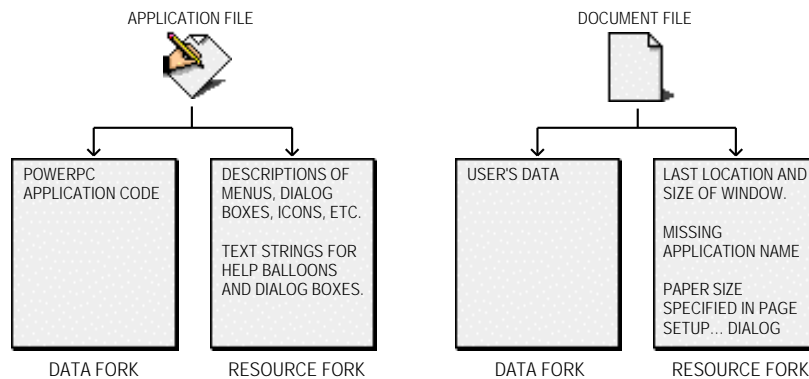 APPLICATION FILE
POWERPC
APPLICATION CODE
DATA FORK
DESCRIPTIONS OF
MENUS, DIALOG
BOXES, ICONS, ETC.
TEXT STRINGS FOR
HELP BALLOONS
AND DIALOG BOXES.
RESOURCE FORK
DOCUMENT FILE
USER'S DATA
DATA FORK
LAST LOCATION AND
SIZE OF WINDOW.
MISSING
APPLICATION NAME
PAPER SIZE
SPECIFIED IN PAGE
SETUP... DIALOG
RESOURCE FORK